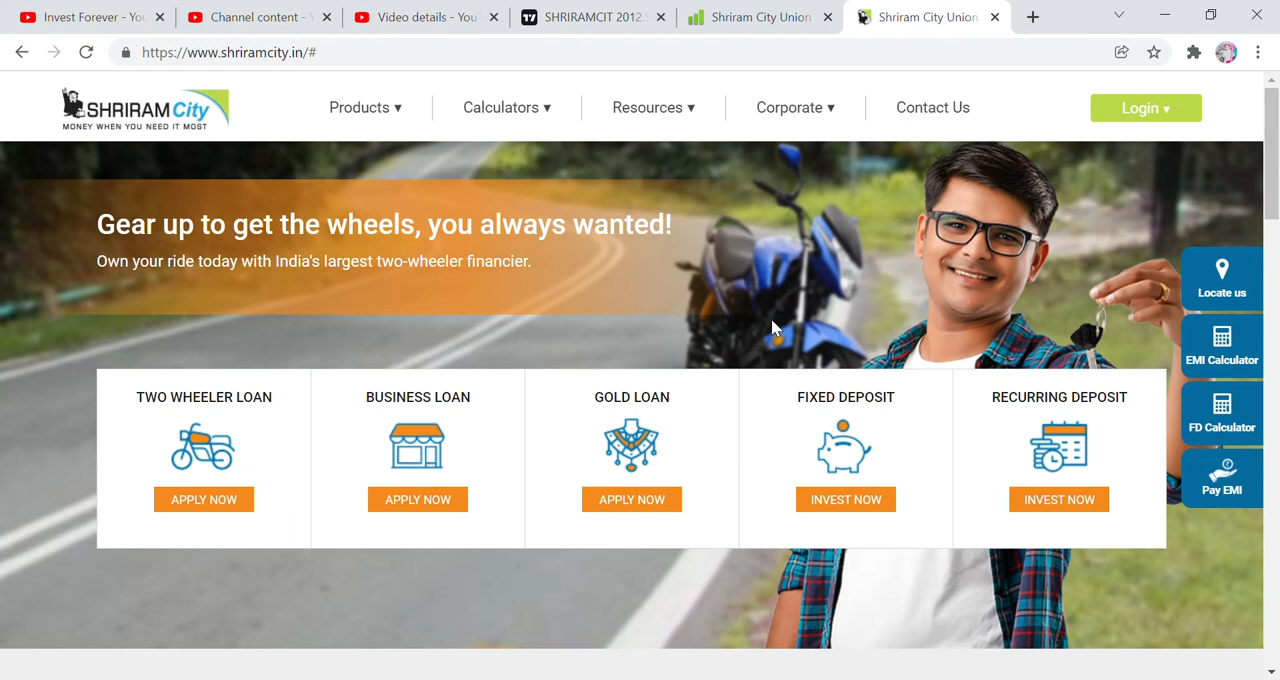 Invest Forever - You
Channel content - Y
Video details - YouT
SHRIRAMCIT 2012.
Shriram City Union
Shriram City Union
https://www.shriramcity.in/#
SHRIRAM City
MONEY WHEN YOU NEED IT MOST
Products ▾
Calculators ▾
Resources ▾
Corporate ▾
Contact Us
Login ▾
Gear up to get the wheels, you always wanted!
Own your ride today with India's largest two-wheeler financier.
Locate us
EMI Calculator
FD Calculator
Pay EMI
TWO WHEELER LOAN
BUSINESS LOAN
GOLD LOAN
FIXED DEPOSIT
RECURRING DEPOSIT
APPLY NOW
APPLY NOW
APPLY NOW
INVEST NOW
INVEST NOW